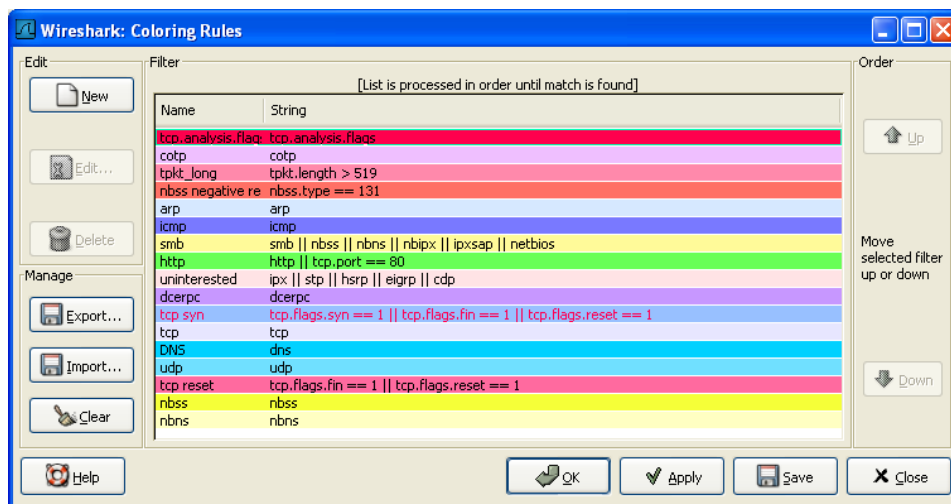 Wireshark: Coloring Rules
Edit
New
Edit...
Delete
Manage
Export...
Import...
Clear
Filter
[List is processed in order until match is found]
Name String
tcp.analysis.flag: tcp.analysis.flags
cotp cotp
tpkt_long tpkt.length > 519
nbss negative re nbss.type == 131
arp arp
icmp icmp
smb smb || nbss || nbns || nbipx || ipxsap || netbios
http http || tcp.port == 80
uninterested ipx || stp || hsrp || eigrp || cdp
dcerpc dcerpc
tcp syn tcp.flags.syn == 1 || tcp.flags.fin == 1 || tcp.flags.reset == 1
tcp tcp
DNS dns
udp udp
tcp reset tcp.flags.fin == 1 || tcp.flags.reset == 1
nbss nbss
nbns nbns
Order
Up
Move
selected filter
up or down
Down
Help
OK
Apply
Save
Close